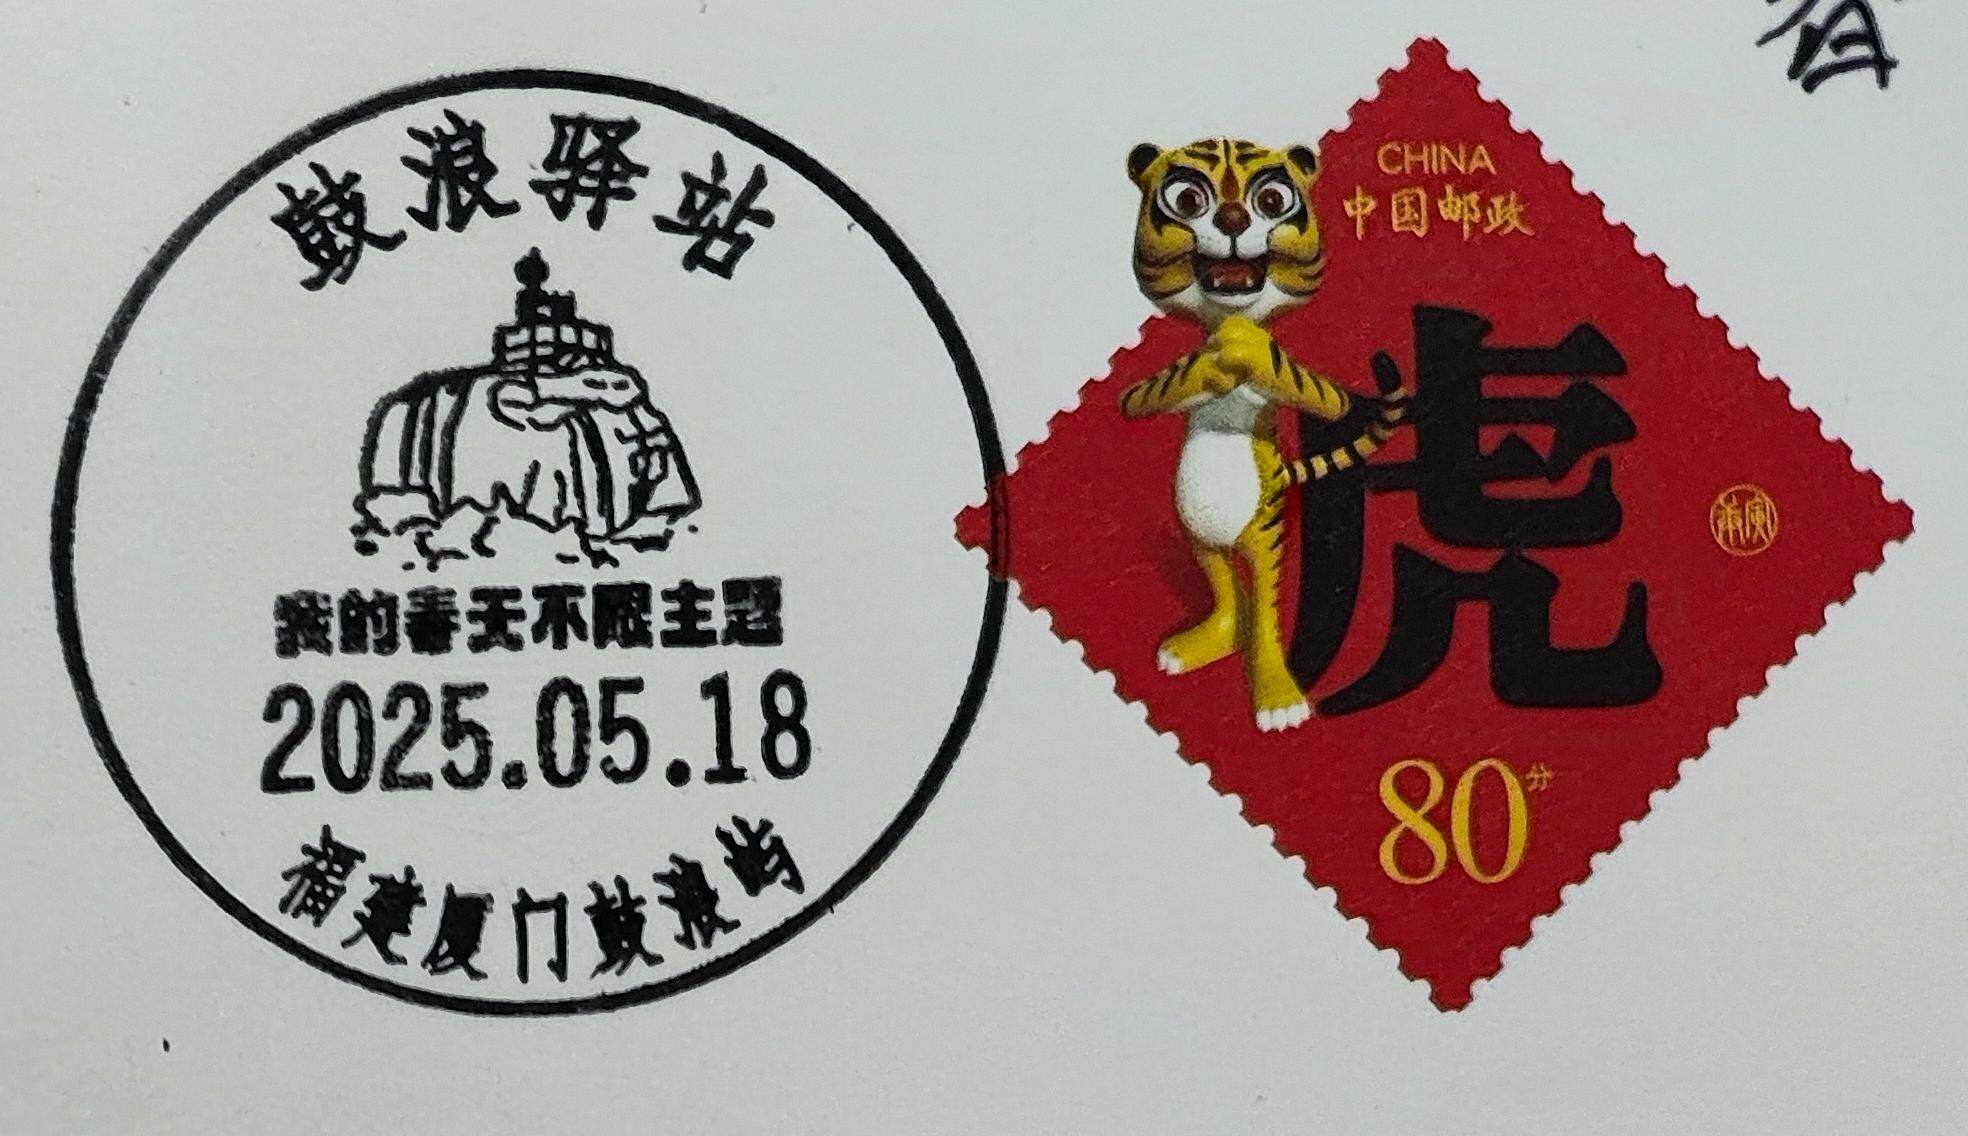 鼓浪驿站
我的春天不限主题
2025.05.18
福建厦门鼓浪屿
CHINA
中国邮政
虎
80分